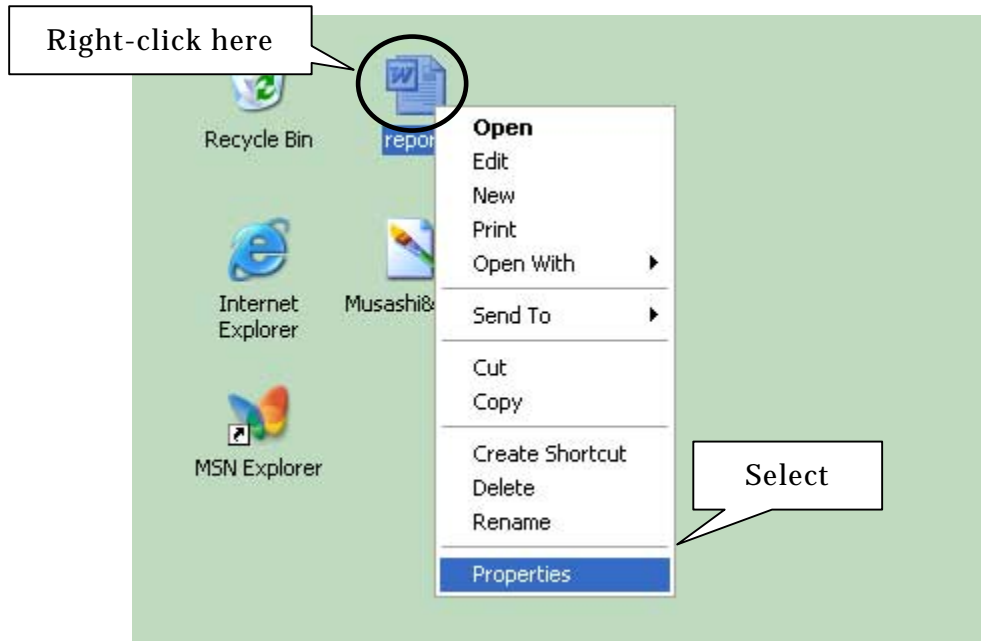 Right-click here
Recycle Bin
Internet
Explorer
MSN Explorer
Open
Edit
New
Print
Open With
Send To
Cut
Copy
Create Shortcut
Delete
Rename
Properties
Select